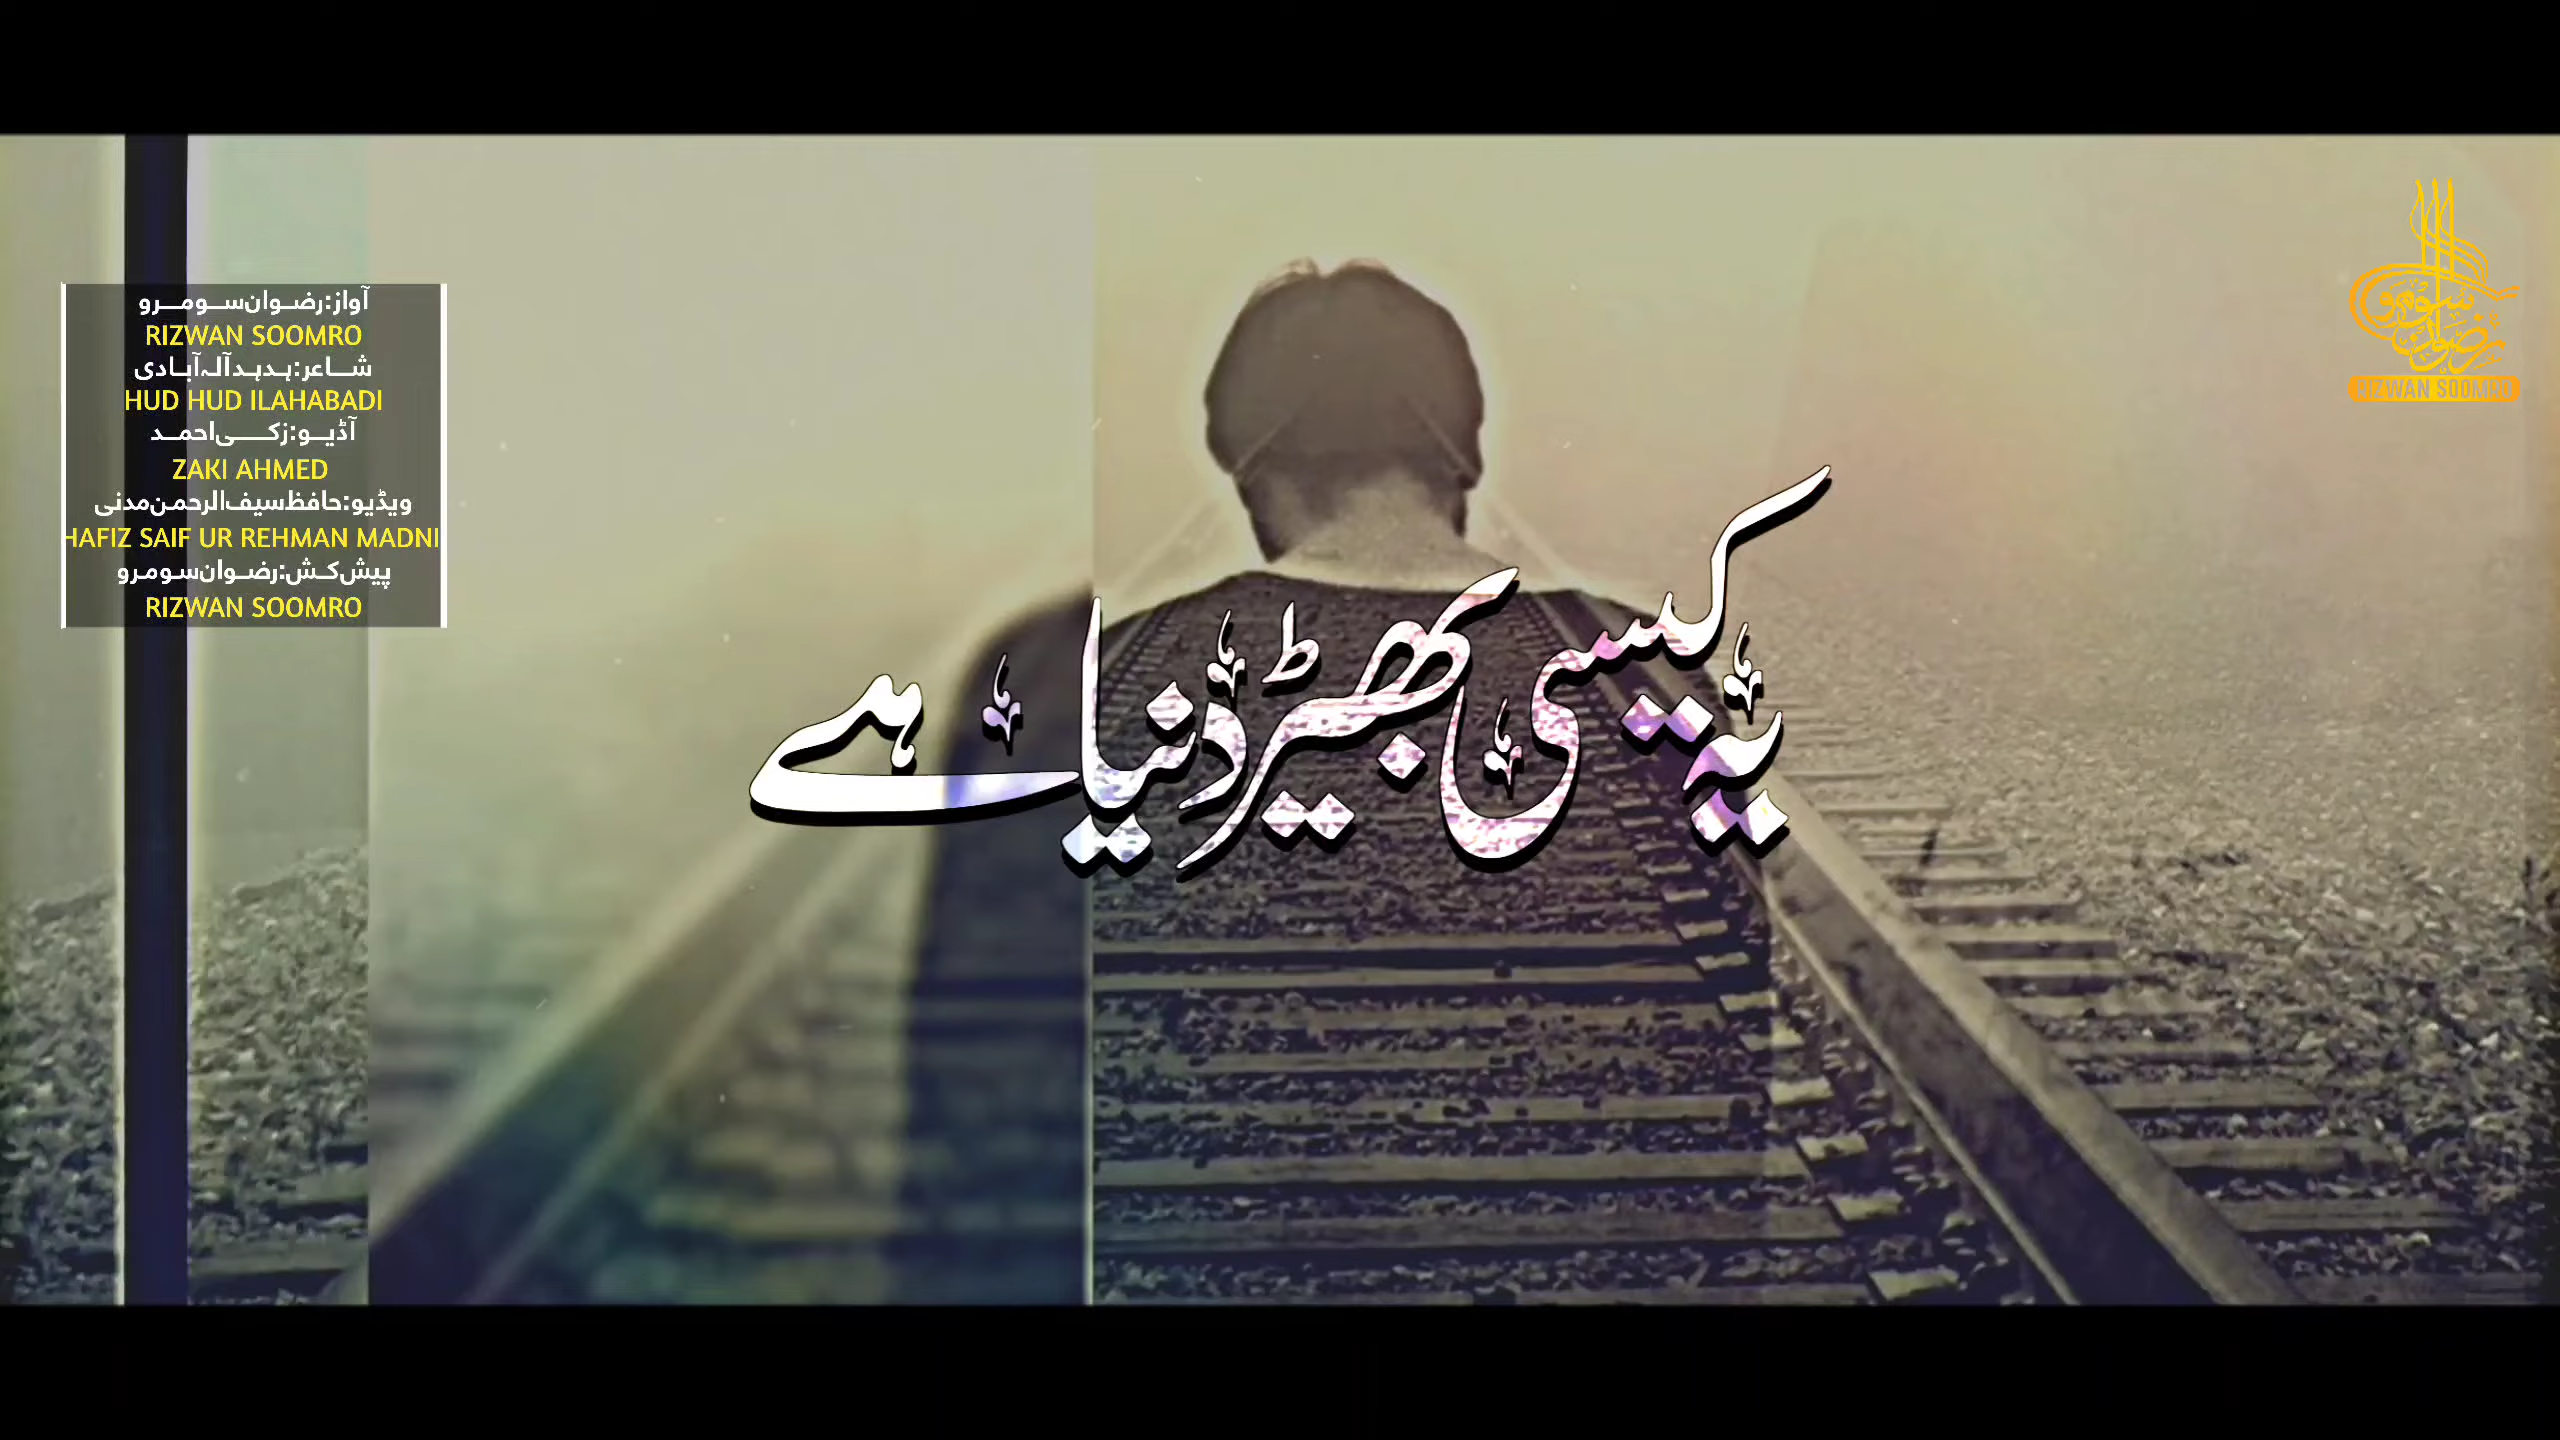 آواز:رضوان سومرو
RIZWAN SOOMRO
شاعر:ہدہد آلہ آبادی
HUD HUD ILAHABADI
آڈیو:زکی احمد
ZAKI AHMED
ویڈیو:حافظ سیف الرحمن مدنی
HAFIZ SAIF UR REHMAN MADNI
پیش کش:رضوان سومرو
RIZWAN SOOMRO
یہ کیسی بھیڑ دنیا ہے
رضوان سومرو
RIZWAN SOOMRO